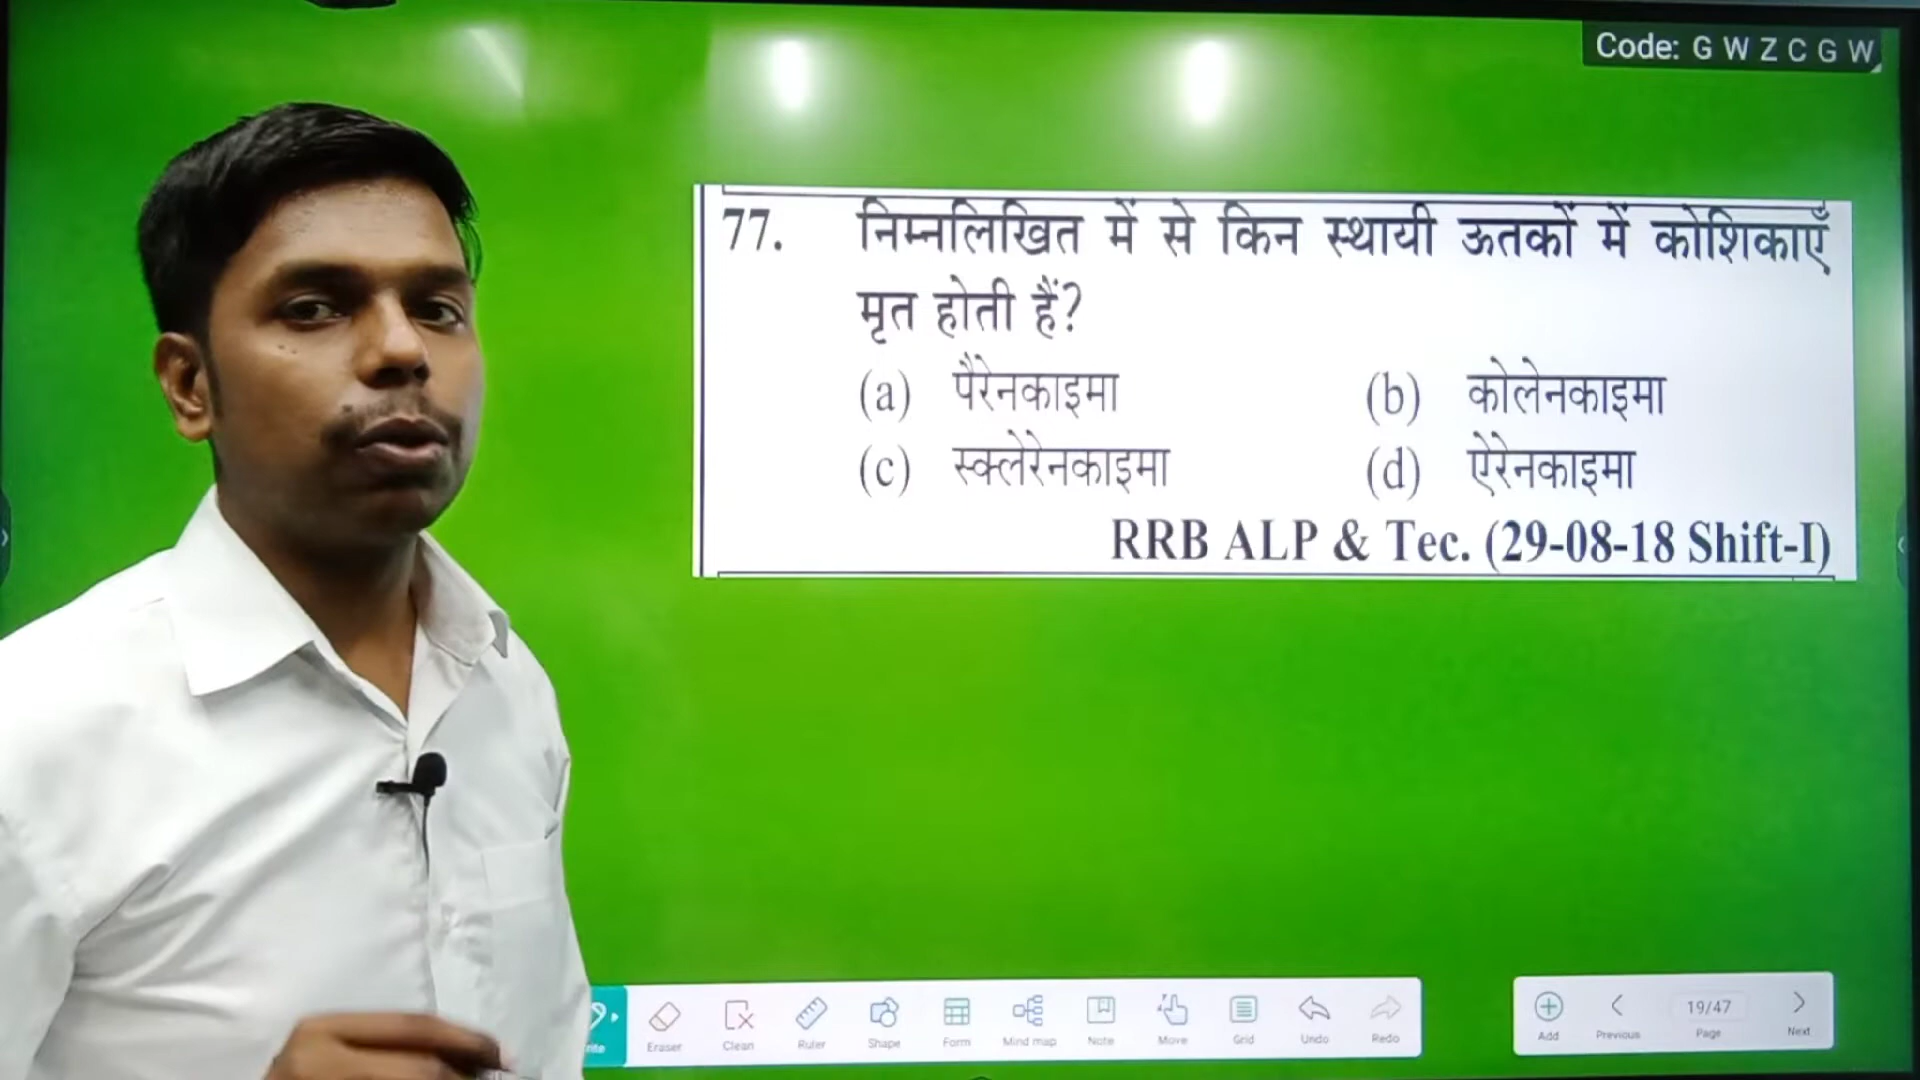 Code: G W Z C G W
77. निम्नलिखित में से किन स्थायी ऊतकों में कोशिकाएँ
मृत होती हैं?
(a) पैरेनकाइमा (b) कोलेनकाइमा
(c) स्क्लेरेनकाइमा (d) ऐरेनकाइमा
RRB ALP & Tec. (29-08-18 Shift-I)
Eraser Clean Ruler Shape Form Mind map Note Move Grid Undo Redo
19/47
Add Previous Page Next